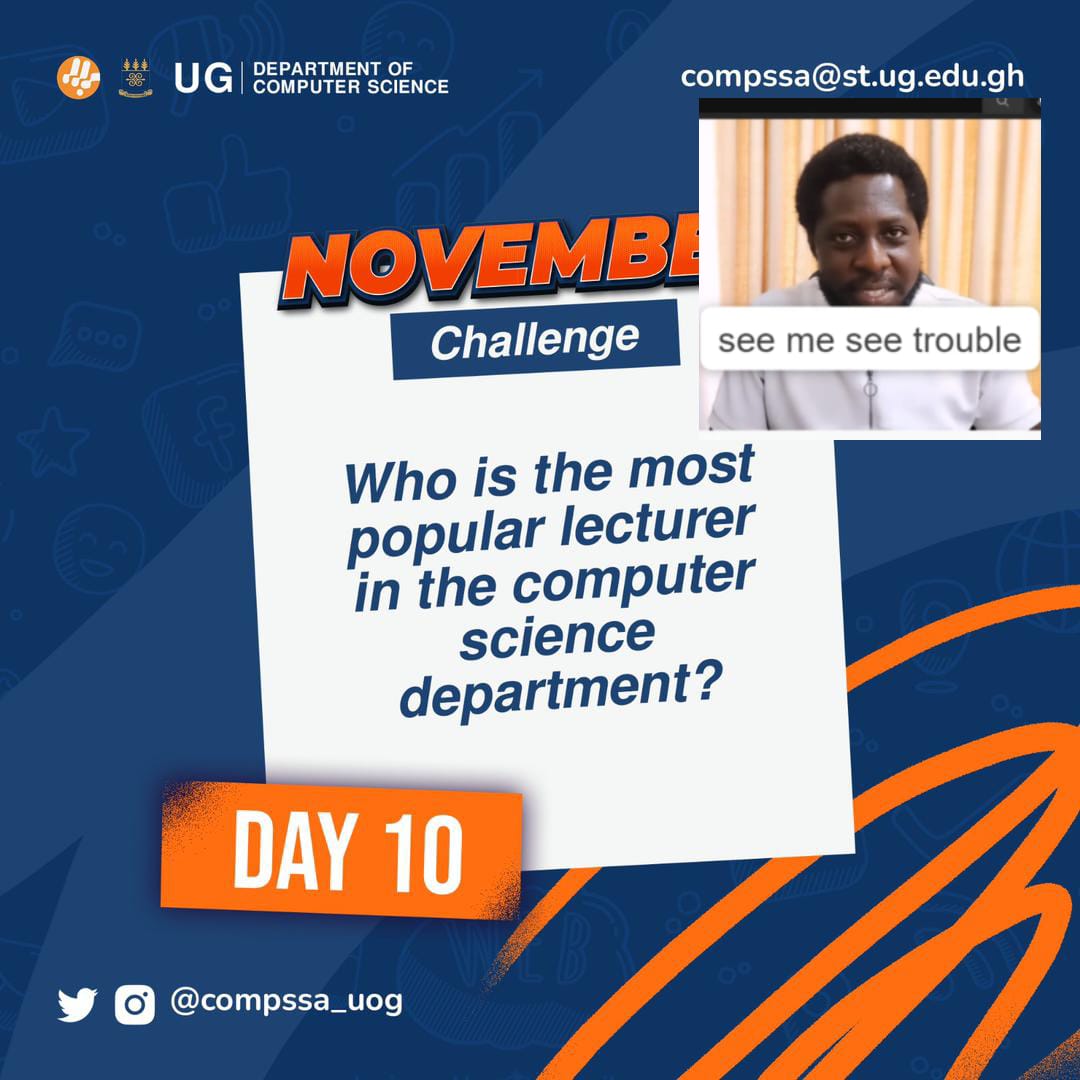 UG
DEPARTMENT OF
COMPUTER SCIENCE
compssa@st.ug.edu.gh
NOVEMBE
Challenge
see me see trouble
Who is the most
popular lecturer
in the computer
science
department?
DAY 10
WEB
@compssa_uog